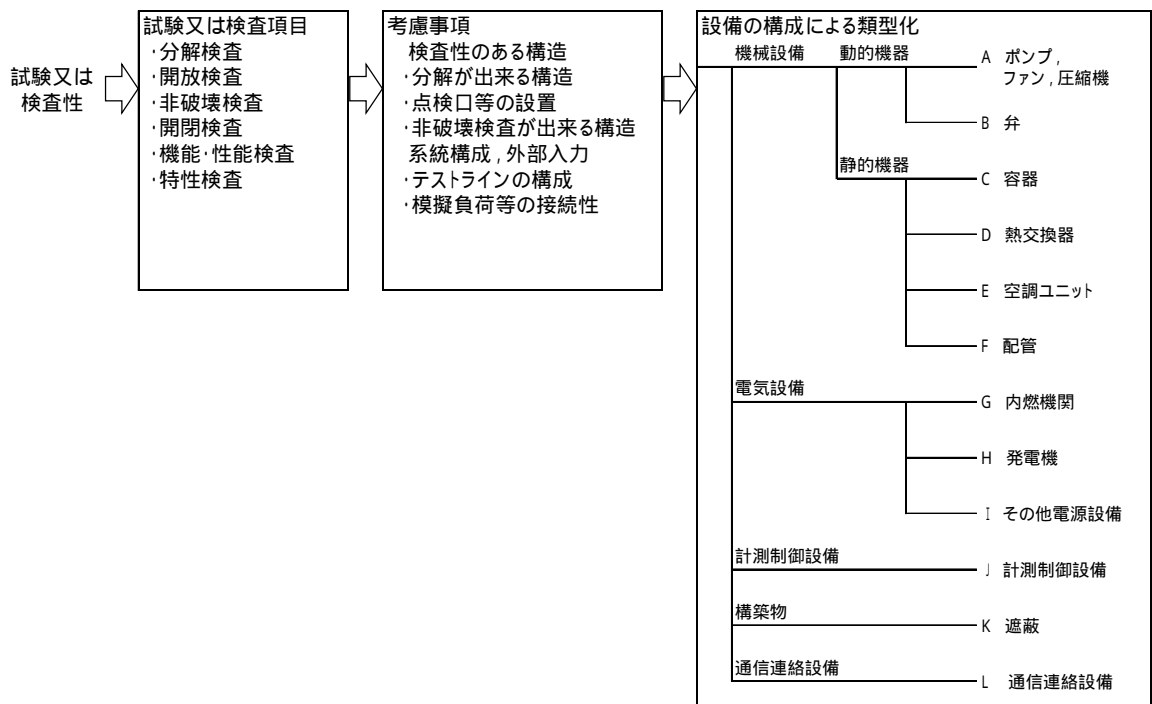 試験又は
検査性
試験又は検査項目
・分解検査
・開放検査
・非破壊検査
・開閉検査
・機能・性能検査
・特性検査
考慮事項
検査性のある構造
・分解が出来る構造
・点検口等の設置
・非破壊検査が出来る構造
系統構成,外部入力
・テストラインの構成
・模擬負荷等の接続性
設備の構成による類型化
機械設備
動的機器
A ポンプ,
ファン,圧縮機
B 弁
静的機器
C 容器
D 熱交換器
E 空調ユニット
F 配管
電気設備
G 内燃機関
H 発電機
I その他電源設備
計測制御設備
J 計測制御設備
構築物
K 遮蔽
通信連絡設備
L 通信連絡設備